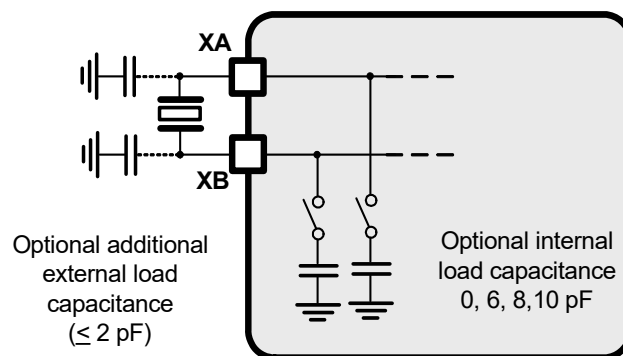 XA
XB
Optional additional
external load
capacitance
(≤ 2 pF)
Optional internal
load capacitance
0, 6, 8,10 pF